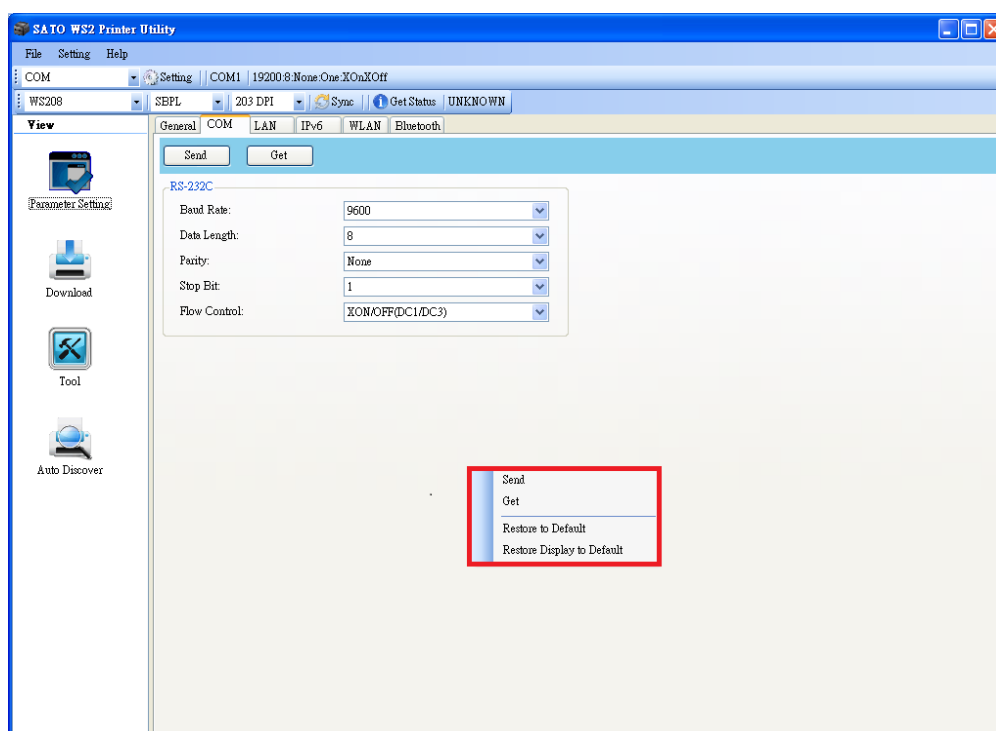 SATO WS2 Printer Utility
File Setting Help
COM Setting COM1 19200:8:None:One:XOnXOff
WS208 SBPL 203 DPI Sync Get Status UNKNOWN
View
General COM LAN IPv6 WLAN Bluetooth
Send Get
RS-232C
Baud Rate: 9600
Data Length: 8
Parity: None
Stop Bit: 1
Flow Control: XON/OFF(DC1/DC3)
Parameter Setting
Download
Tool
Auto Discover
Send
Get
Restore to Default
Restore Display to Default